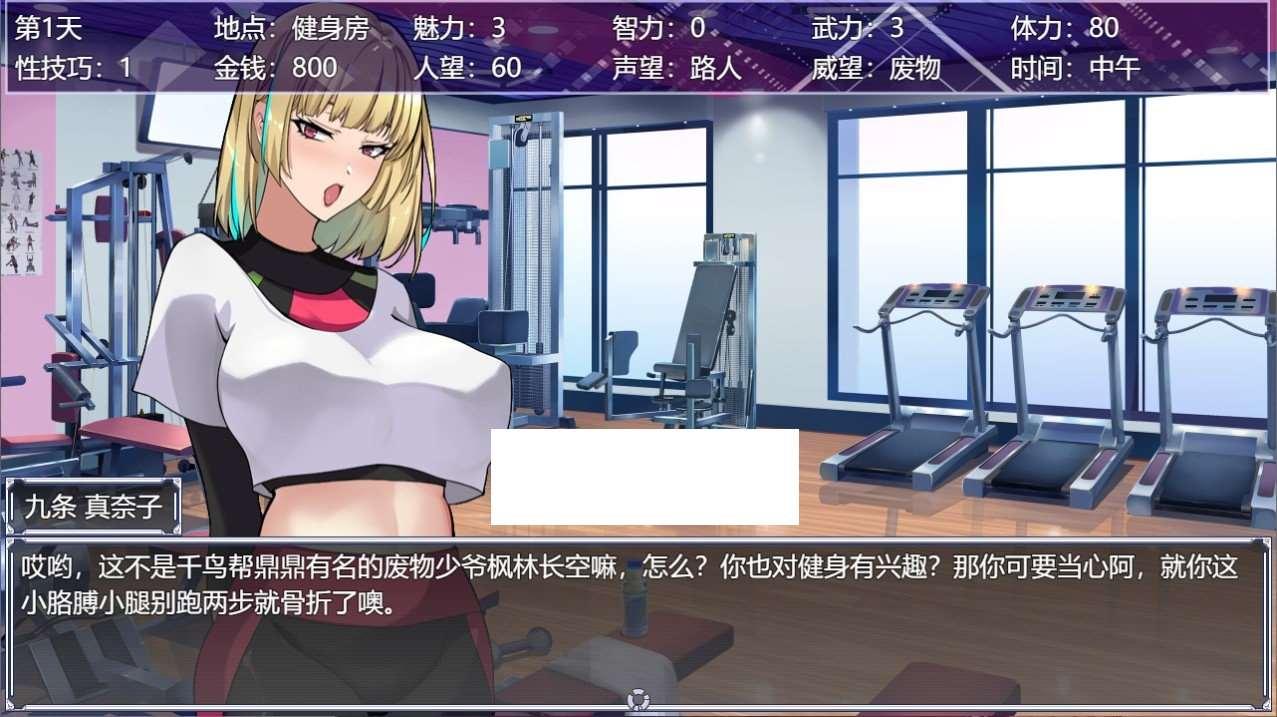 第1天 地点：健身房 魅力：3 智力：0 武力：3 体力：80
性技巧：1 金钱：800 人望：60 声望：路人 威望：废物 时间：中午
九条 真奈子
哎哟，这不是千鸟帮鼎鼎有名的废物少爷枫林长空嘛，怎么？你也对健身有兴趣？那你可要当心阿，就你这
小胳膊小腿别跑两步就骨折了噢。